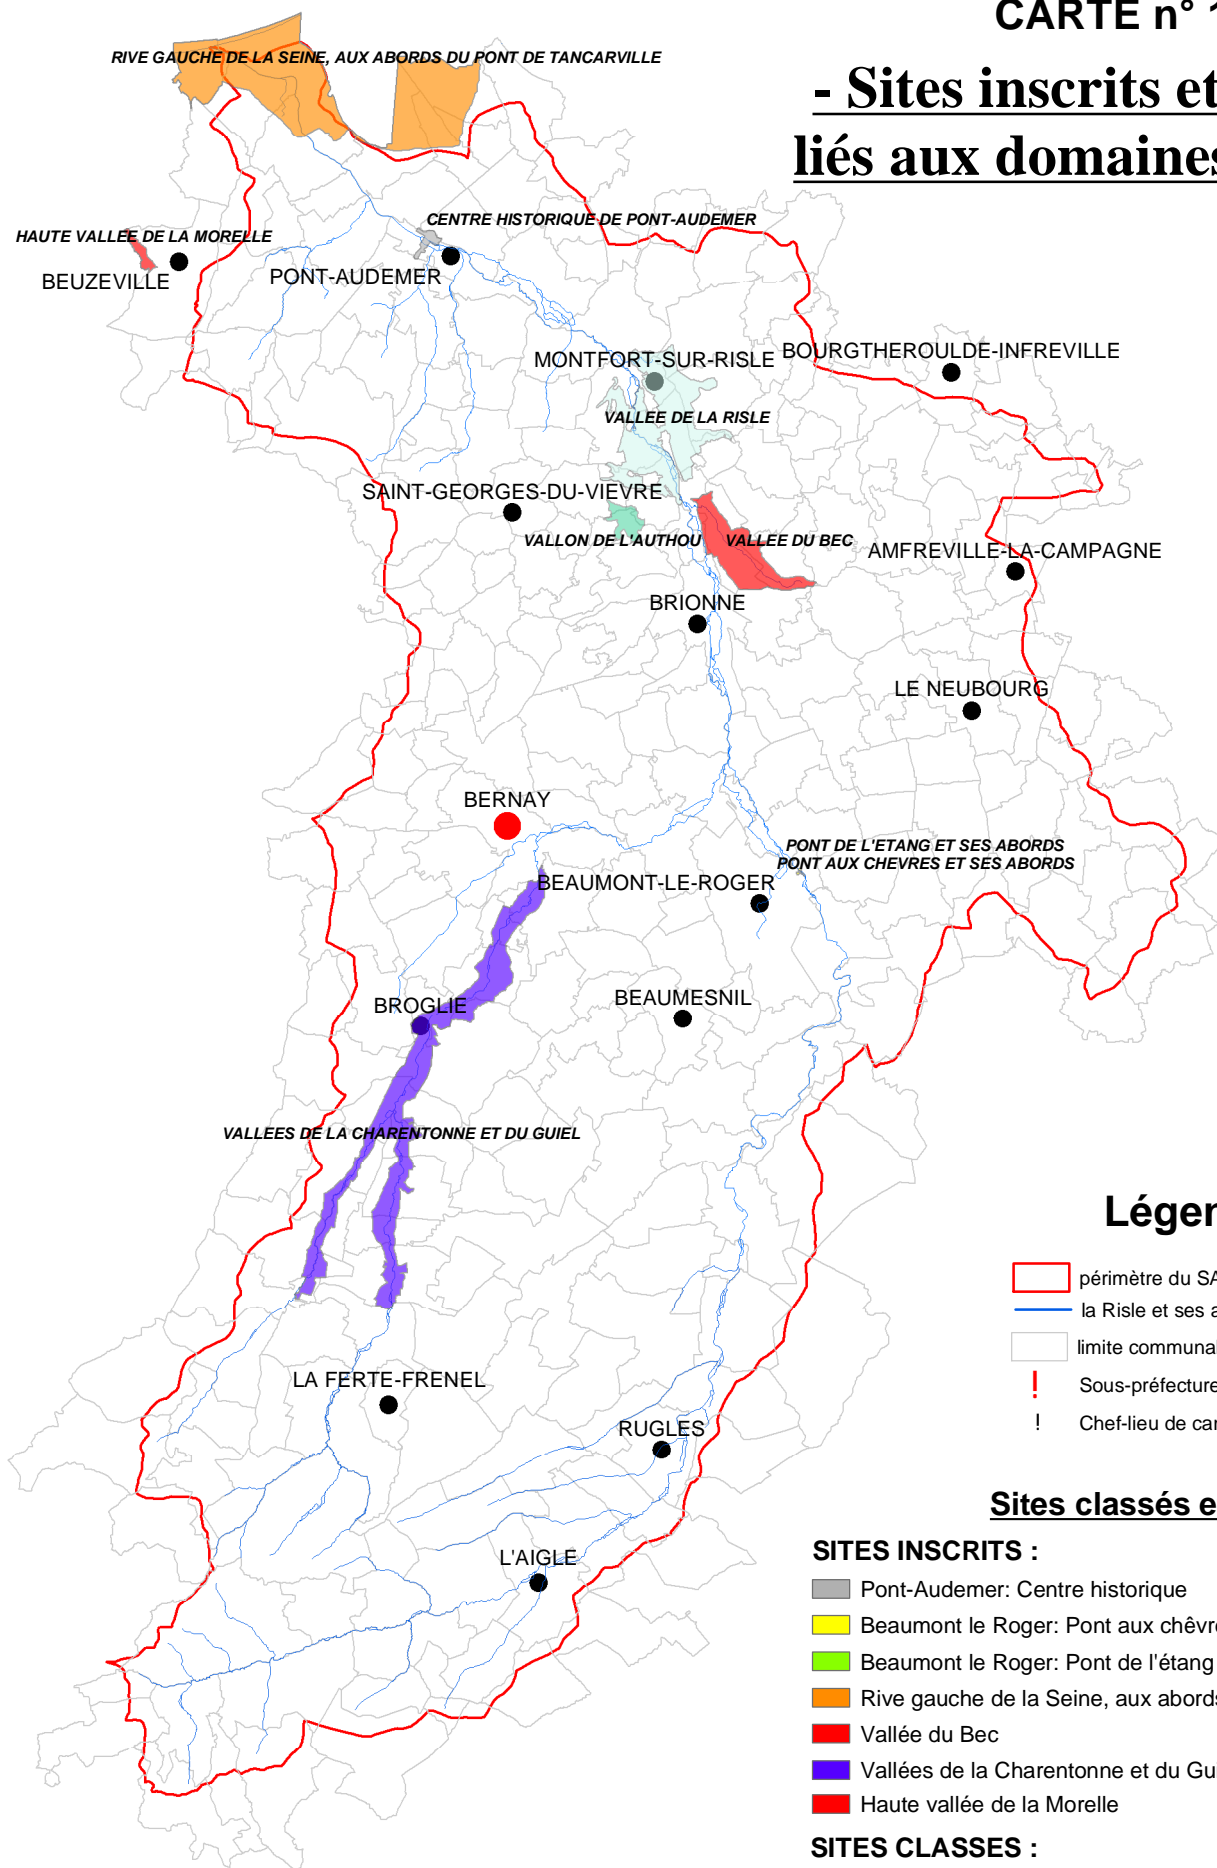 CARTE n° 1
- Sites inscrits et
liés aux domaines
RIVE GAUCHE DE LA SEINE, AUX ABORDS DU PONT DE TANCARVILLE
CENTRE HISTORIQUE DE PONT-AUDEMER
HAUTE VALLEE DE LA MORELLE
BEUZEVILLE
PONT-AUDEMER
MONTFORT-SUR-RISLE
BOURGTHEROULDE-INFREVILLE
VALLEE DE LA RISLE
SAINT-GEORGES-DU-VIEVRE
VALLON DE L'AUTHOU
VALLEE DU BEC
AMFREVILLE-LA-CAMPAGNE
BRIONNE
LE NEUBOURG
BERNAY
PONT DE L'ETANG ET SES ABORDS
PONT AUX CHEVRES ET SES ABORDS
BEAUMONT-LE-ROGER
BROGLIE
BEAUMESNIL
VALLEES DE LA CHARENTONNE ET DU GUIEL
LA FERTE-FRENEL
RUGLES
L'AIGLE
Légen
périmètre du SA
la Risle et ses a
limite communa
! Sous-préfecture
! Chef-lieu de can
Sites classés e
SITES INSCRITS :
Pont-Audemer: Centre historique
Beaumont le Roger: Pont aux chêvre
Beaumont le Roger: Pont de l'étang
Rive gauche de la Seine, aux abords
Vallée du Bec
Vallées de la Charentonne et du Gui
Haute vallée de la Morelle
SITES CLASSES :